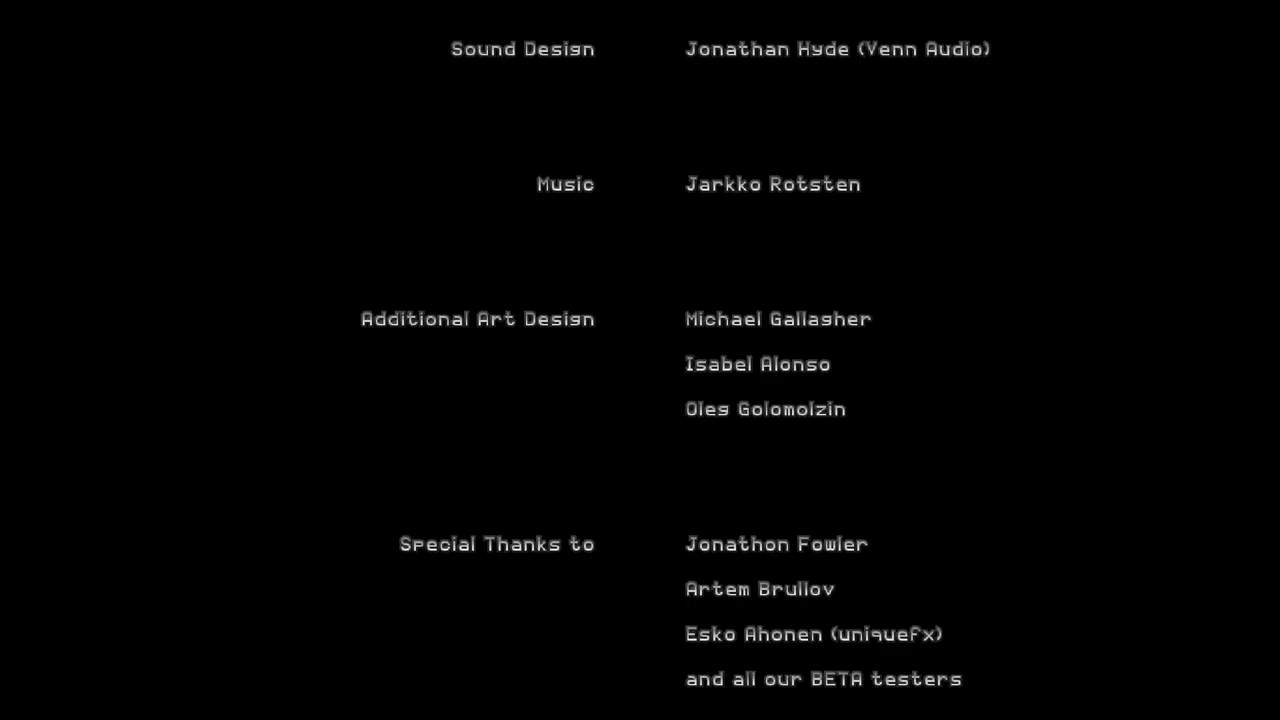 Sound Design Jonathan Hyde (Venn Audio)
Music Jarkko Rotsten
Additional Art Design Michael Gallagher
Isabel Alonso
Oleg Golomolzin
Special Thanks to Jonathon Fowler
Artem Brullov
Esko Ahonen (uniquefx)
and all our BETA testers